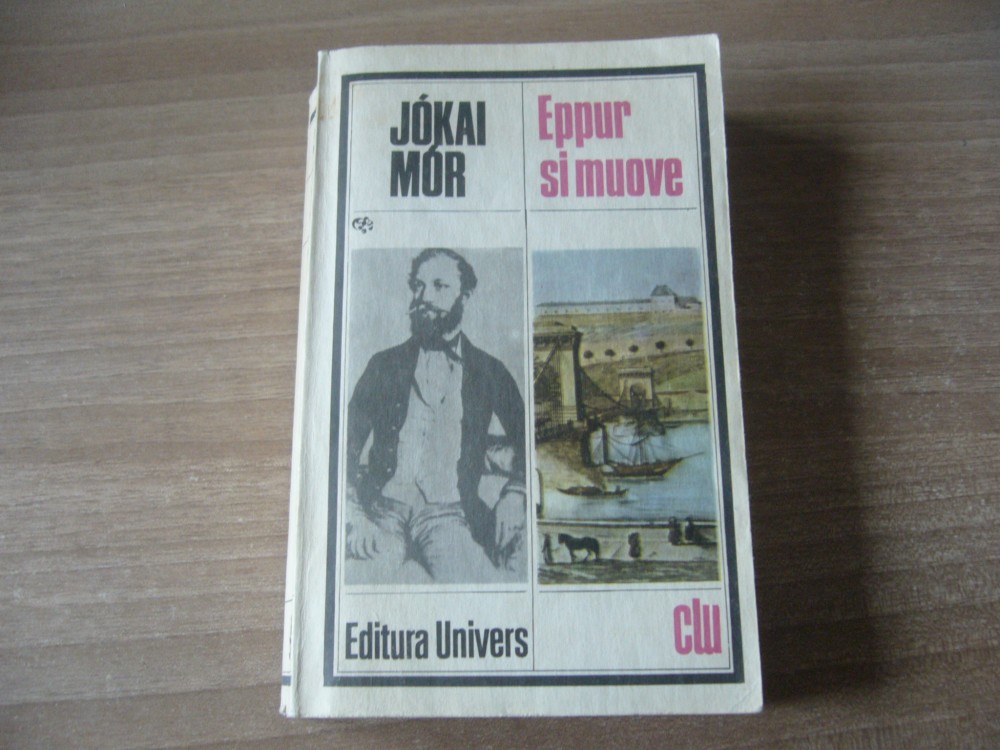 JÓKAI
MÓR
Eppur
si muove
Editura Univers
clu